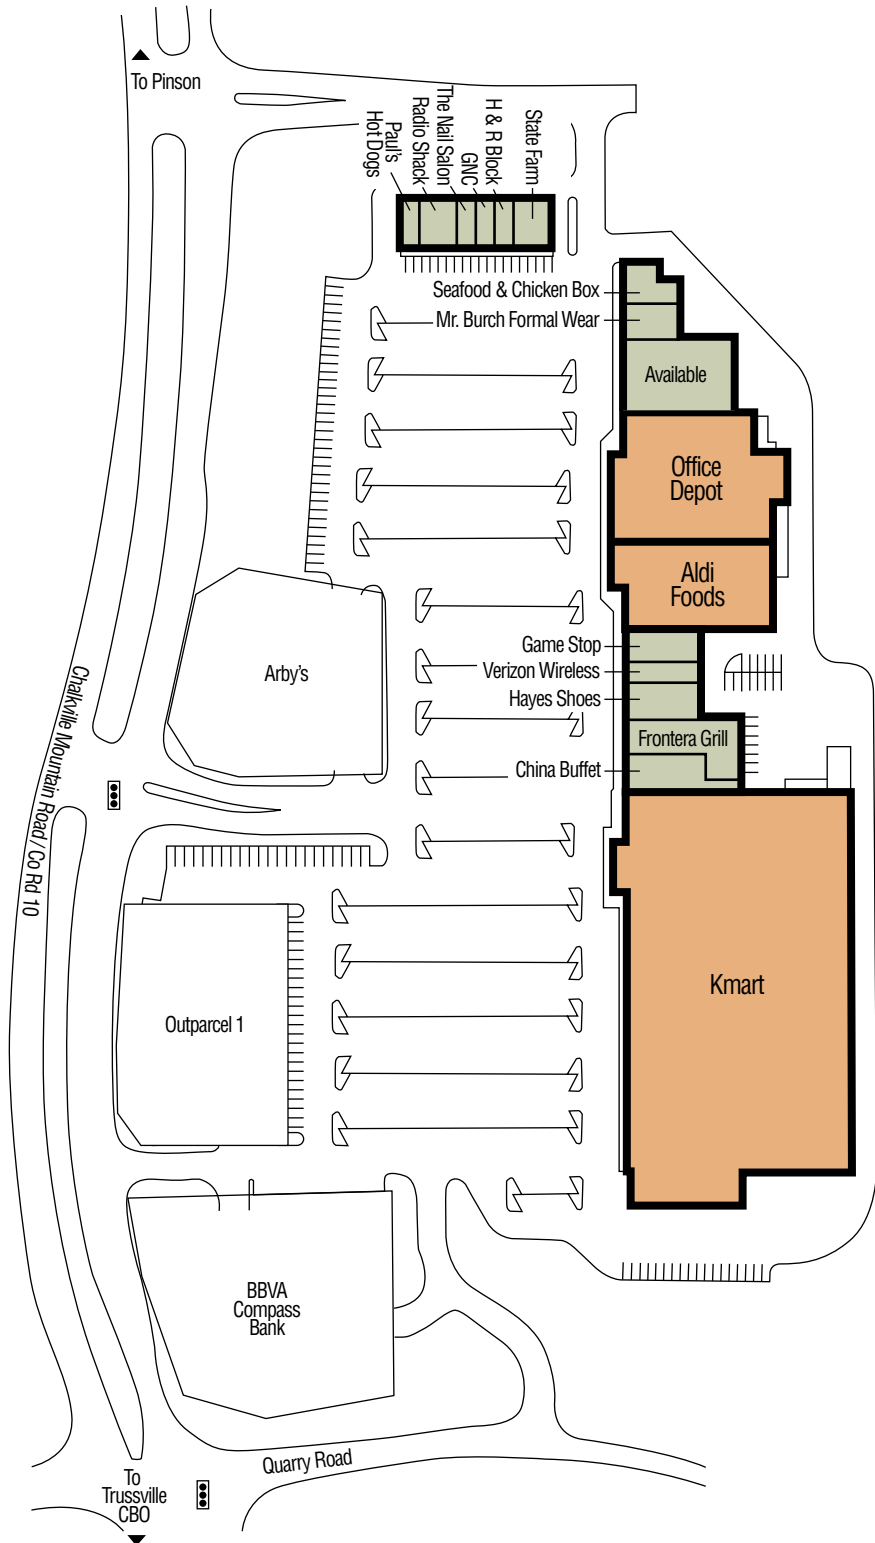 To Pinson
Paul's
Hot Dogs
Radio Shack
The Nail Salon
GNC
H & R Block
State Farm
Seafood & Chicken Box
Mr. Burch Formal Wear
Available
Office
Depot
Aldi
Foods
Game Stop
Verizon Wireless
Hayes Shoes
Frontera Grill
China Buffet
Arby's
Chalkville Mountain Road / Co Rd 10
Kmart
Outparcel 1
BBVA
Compass
Bank
Quarry Road
To
Trussville
CBO